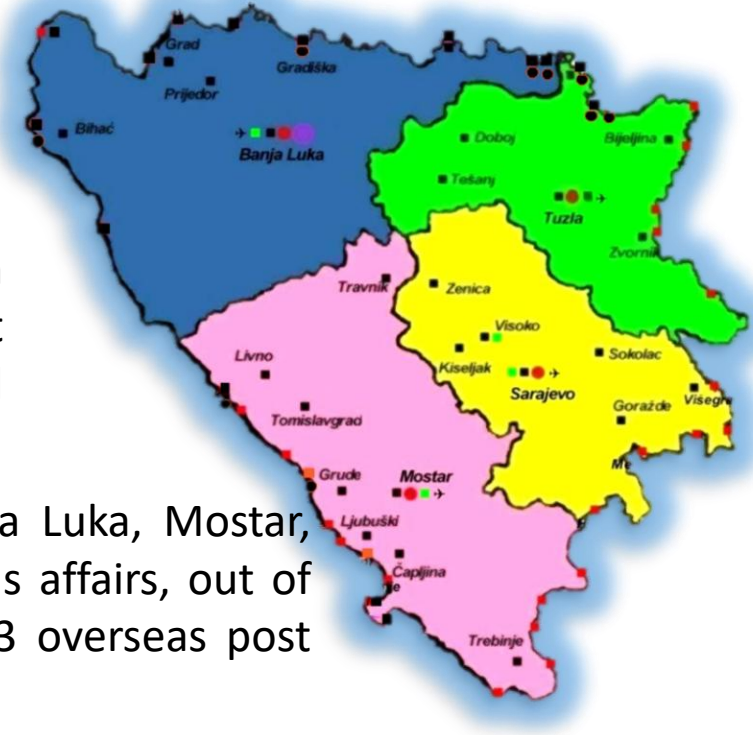 Grad
Gradiška
Prijedor
Bihać
Banja Luka
Doboj
Bijeljina
Tešanj
Tuzla
Zvornik
Travnik
Zenica
Visoko
Livno
Kiseljak
Sokolac
Sarajevo
Tomislavgrad
Goražde
Višegr
Grude
Mostar
Me
Ljubuški
a Luka, Mostar,
Čapljina
s affairs, out of
3 overseas post
Trebinje